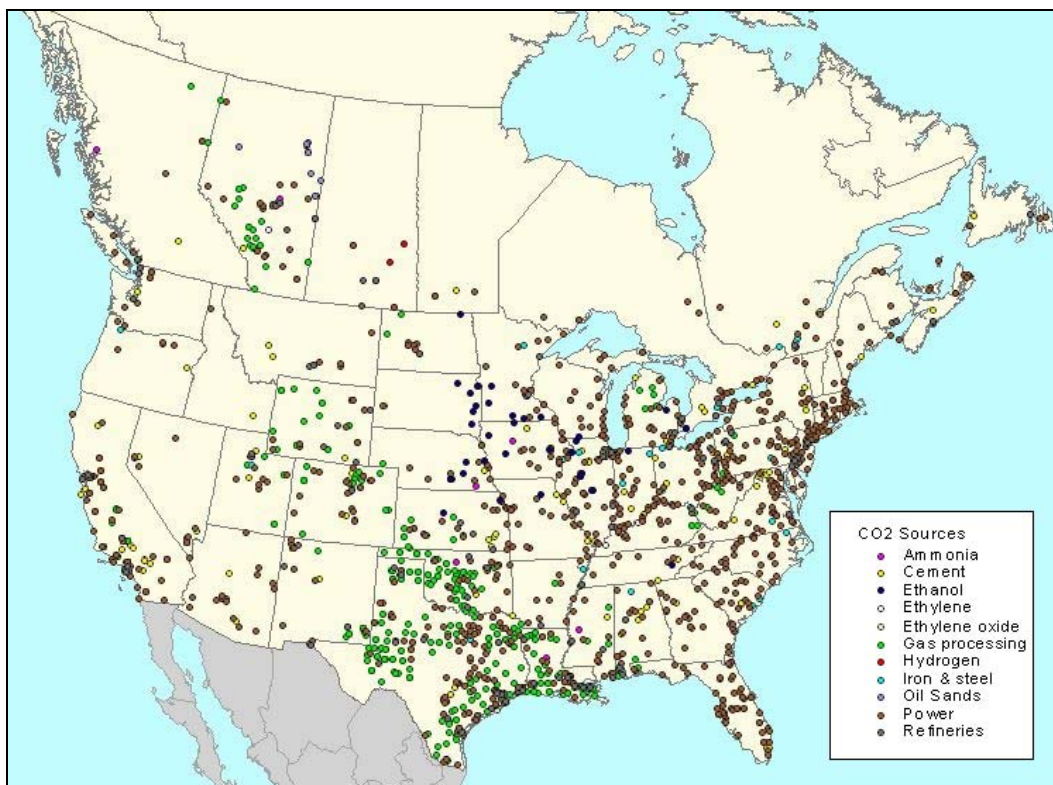 CO2 Sources
Ammonia
Cement
Ethanol
Ethylene
Ethylene oxide
Gas processing
Hydrogen
Iron & steel
Oil Sands
Power
Refineries